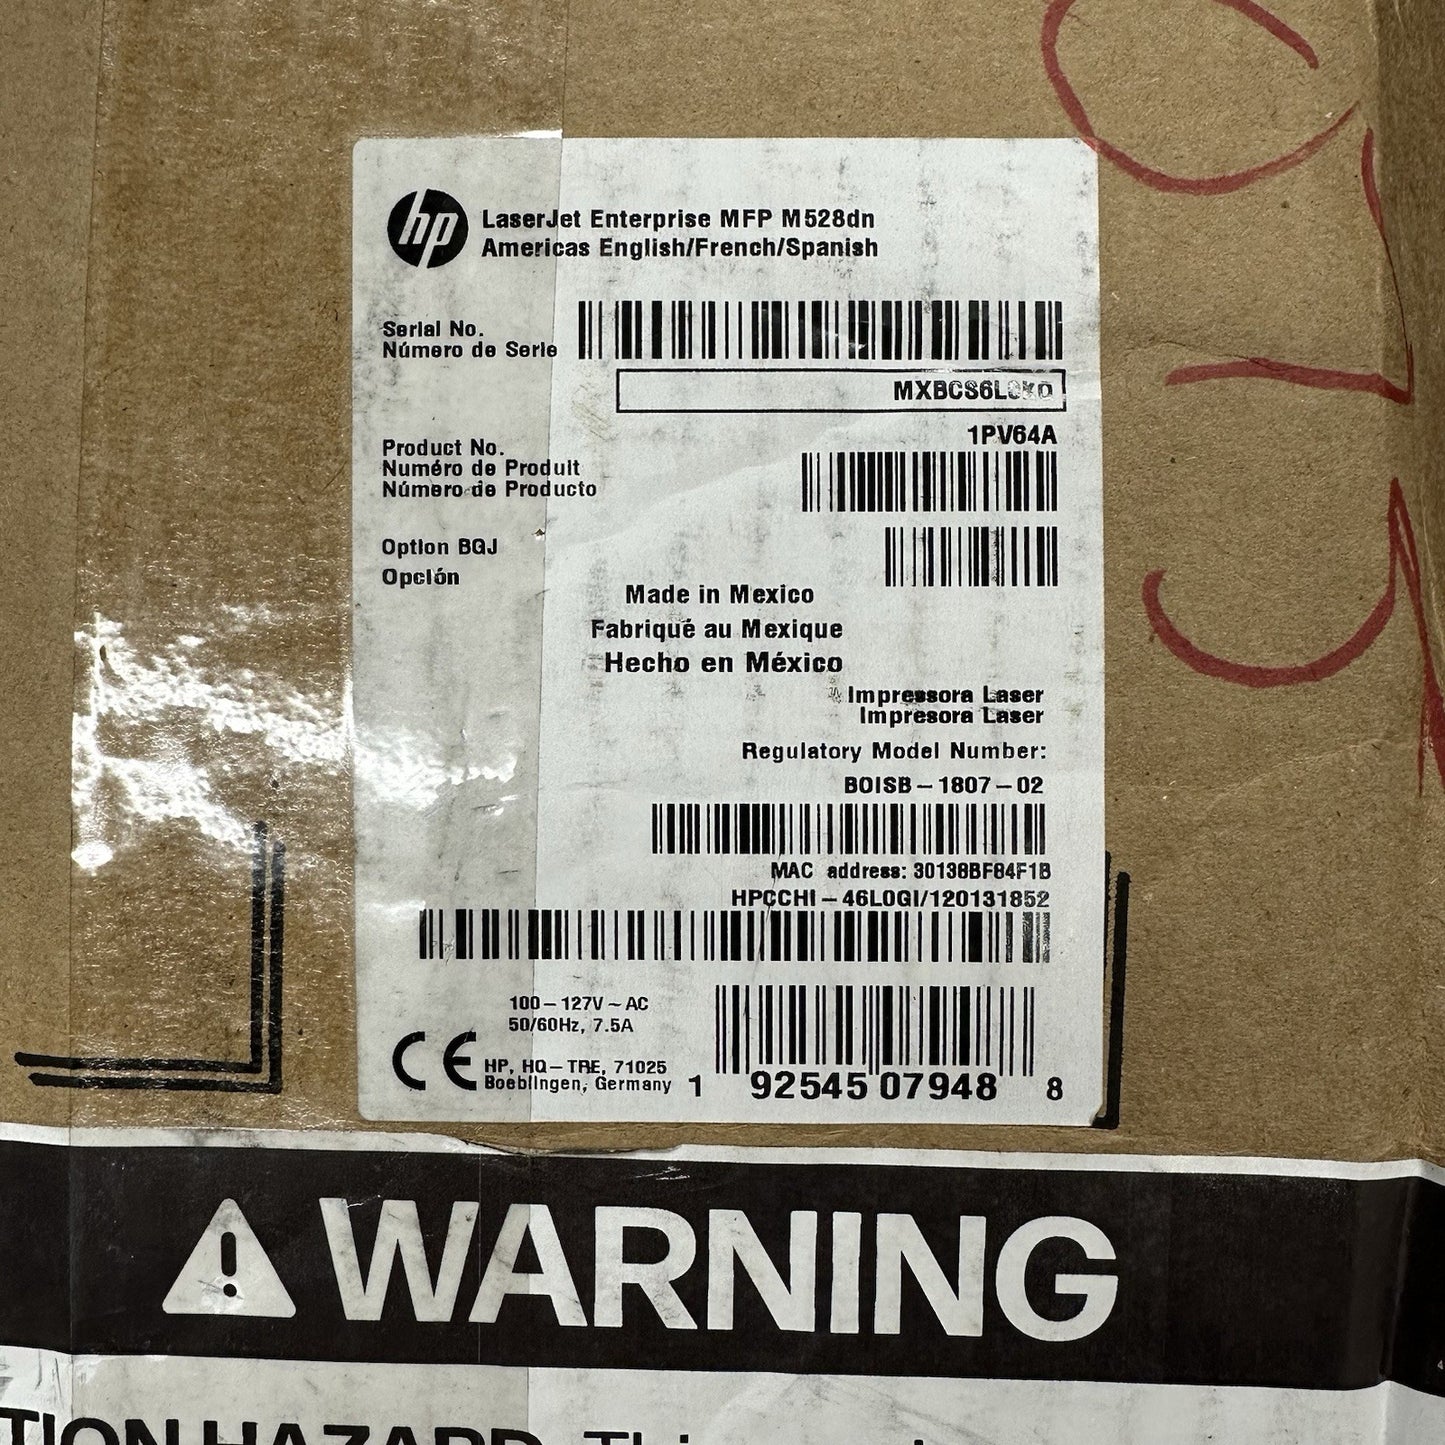 hp
LaserJet Enterprise MFP M528dn
Americas English/French/Spanish
Serial No.
Número de Serie
1PV64A
Product No.
Numéro de Produit
Número de Producto
Option BGJ
Opción
Made in Mexico
Fabriqué au Mexique
Hecho en México
Impressora Laser
Impresora Laser
Regulatory Model Number:
BOISB-1807-02
MAC address: 30138BF84F1B
HPCCHI-46L0GI/120131852
100-127V~AC
50/60Hz, 7.5A
CE
HP, HQ-TRE, 71025
Boeblingen, Germany
1 92545 07948 8
WARNING
HAZARD